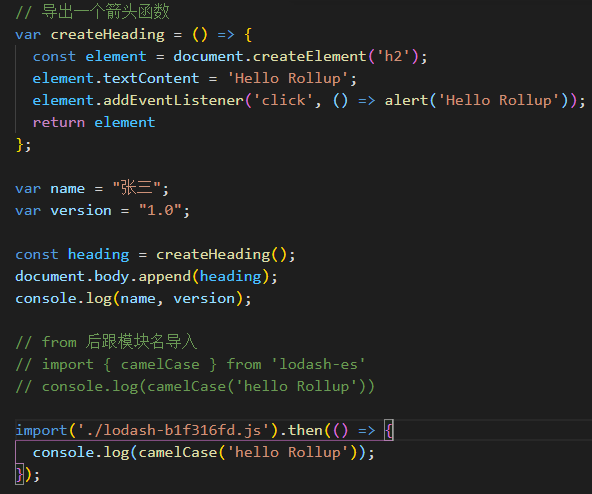 // 导出一个箭头函数
var createHeading = () => {
  const element = document.createElement('h2');
  element.textContent = 'Hello Rollup';
  element.addEventListener('click', () => alert('Hello Rollup'));
  return element
};

var name = "张三";
var version = "1.0";

const heading = createHeading();
document.body.append(heading);
console.log(name, version);

// from 后跟模块名导入
// import { camelCase } from 'lodash-es'
// console.log(camelCase('hello Rollup'))

import('./lodash-b1f316fd.js').then(() => {
  console.log(camelCase('hello Rollup'));
});